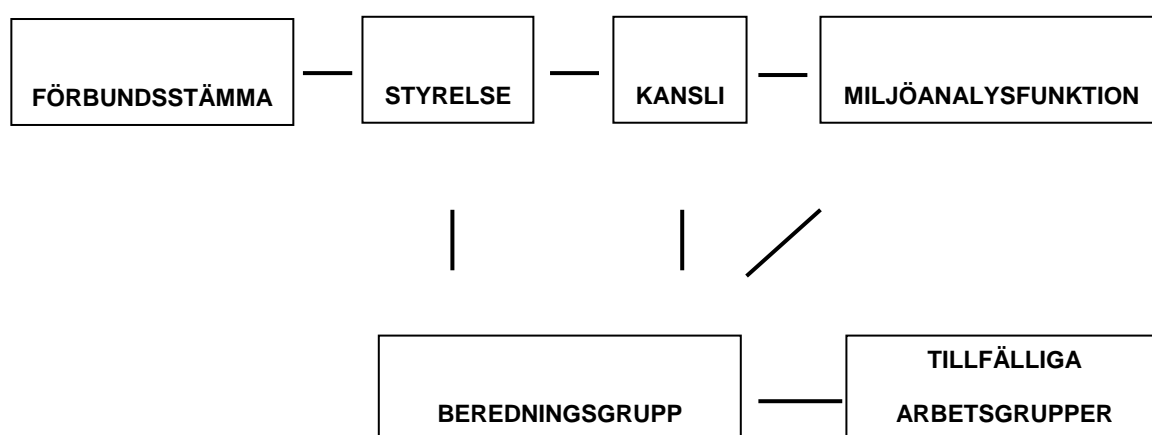 FÖRBUNDSSTÄMMA
STYRELSE
KANSLI
MILJÖANALYSFUNKTION
BEREDNINGSGRUPP
TILLFÄLLIGA
ARBETSGRUPPER